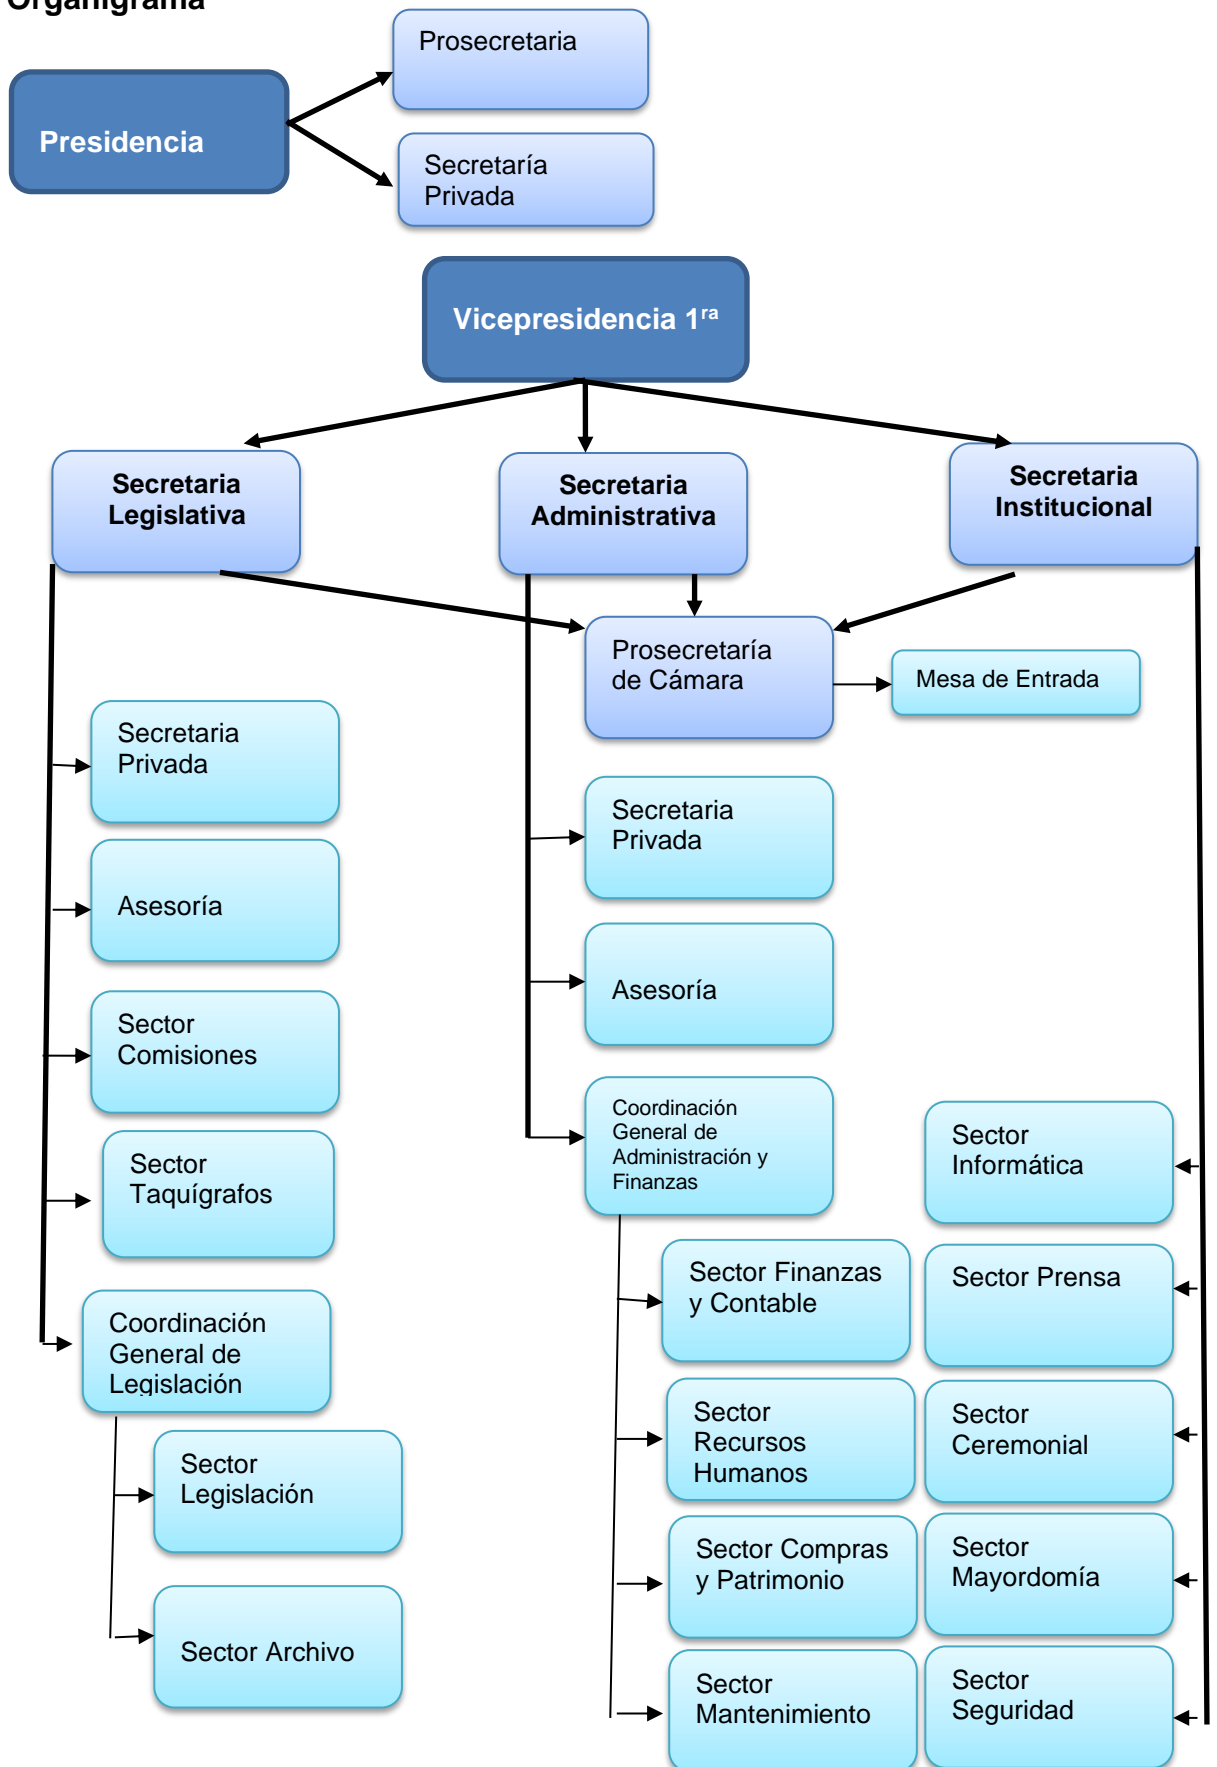 Organigrama
Prosecretaria
Presidencia
Secretaría
Privada
Vicepresidencia 1ra
Secretaria
Legislativa
Secretaria
Administrativa
Secretaria
Institucional
Prosecretaría
de Cámara
Mesa de Entrada
Secretaria
Privada
Asesoría
Sector
Comisiones
Sector
Taquígrafos
Coordinación
General de
Legislación
Sector
Legislación
Sector Archivo
Secretaria
Privada
Asesoría
Coordinación
General de
Administración y
Finanzas
Sector Finanzas
y Contable
Sector
Recursos
Humanos
Sector Compras
y Patrimonio
Sector
Mantenimiento
Sector
Informática
Sector Prensa
Sector
Ceremonial
Sector
Mayordomía
Sector
Seguridad